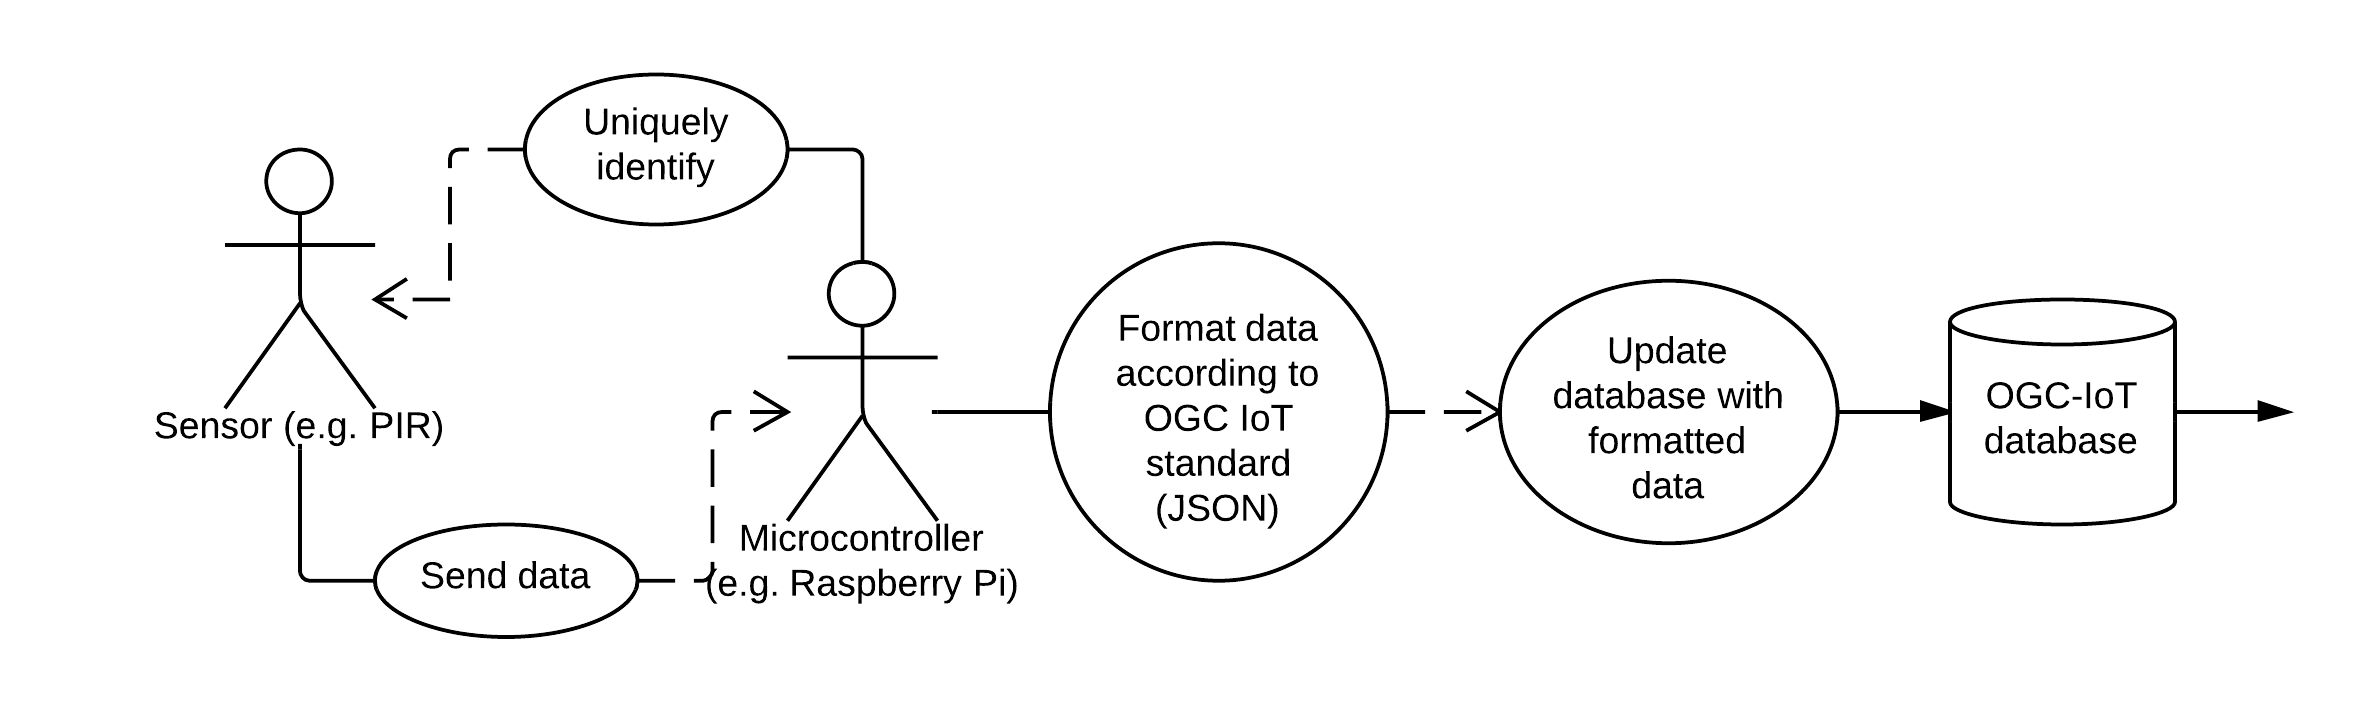 Uniquely
identify
Sensor (e.g. PIR)
Send data
Microcontroller
(e.g. Raspberry Pi)
Format data
according to
OGC IoT
standard
(JSON)
Update
database with
formatted
data
OGC-IoT
database